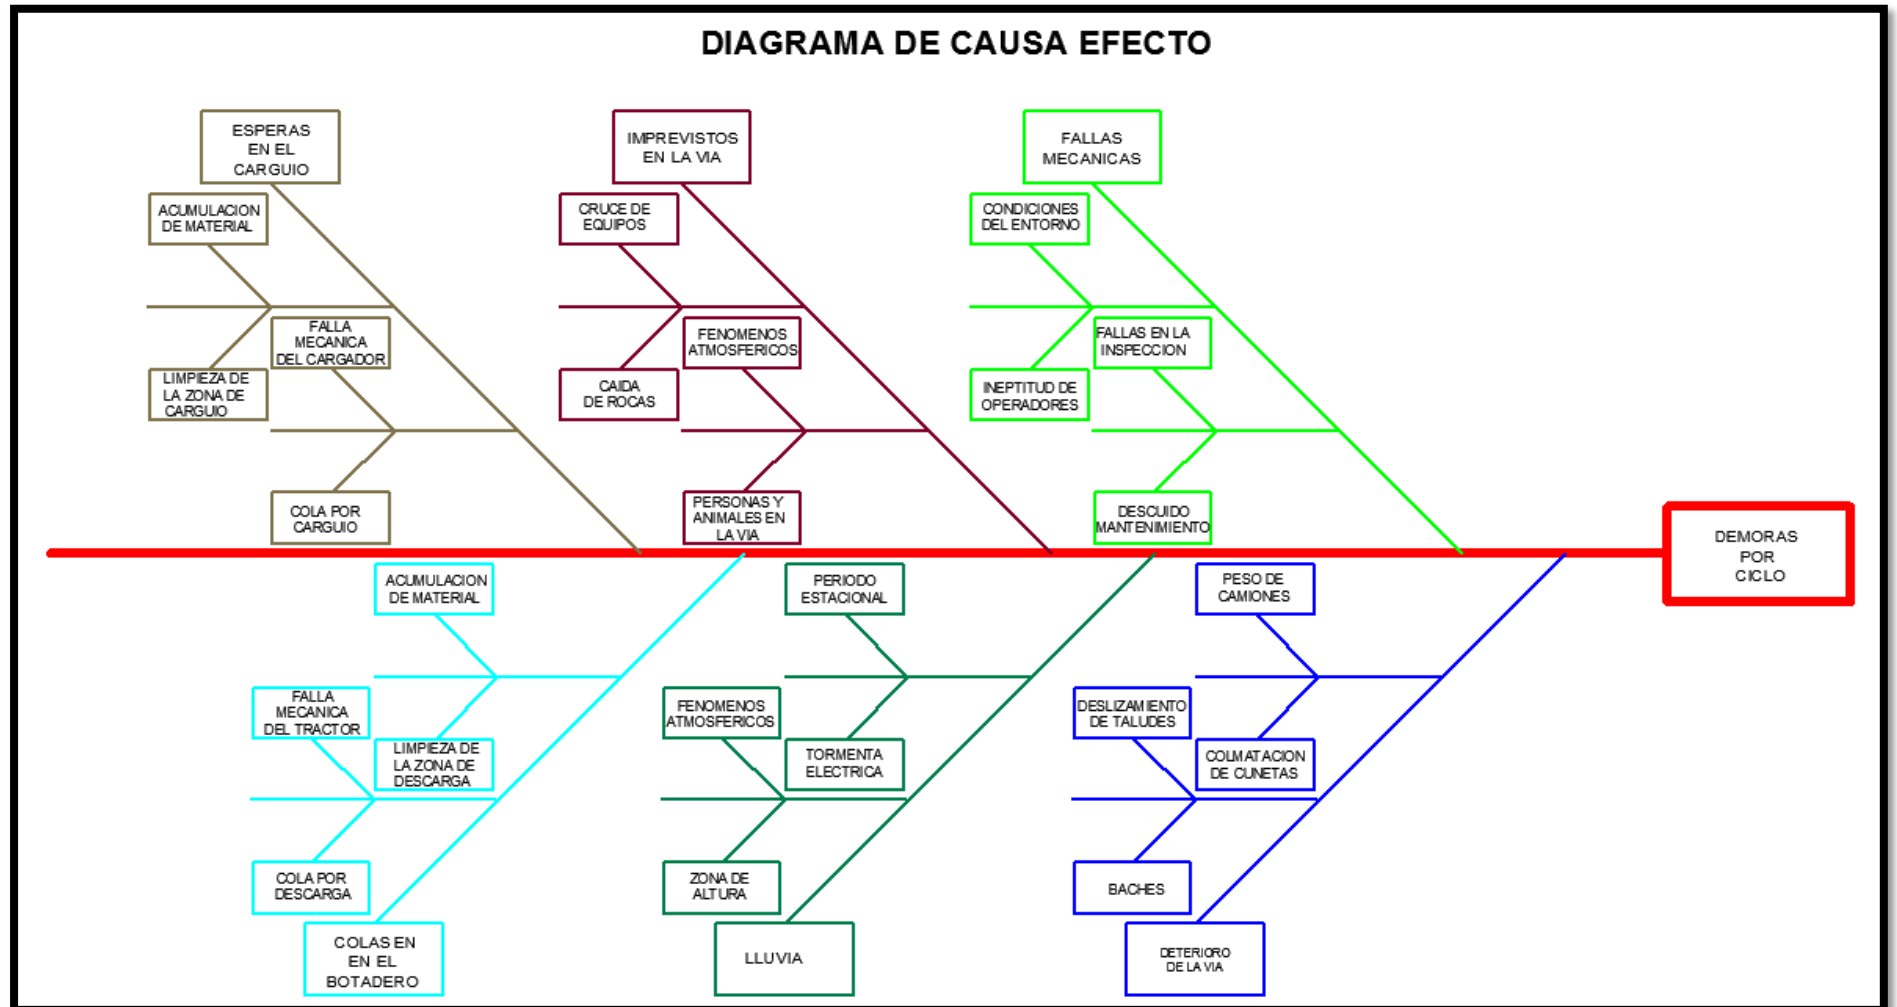 DIAGRAMA DE CAUSA EFECTO
ESPERAS
EN EL
CARGUIO
IMPREVISTOS
EN LA VIA
FALLAS
MECANICAS
ACUMULACION
DE MATERIAL
CRUCE DE
EQUIPOS
CONDICIONES
DEL ENTORNO
FALLA
MECANICA
DEL CARGADOR
FENOMENOS
ATMOSFERICOS
FALLAS EN LA
INSPECCION
LIMPIEZA DE
LA ZONA DE
CARGUIO
CAIDA
DE ROCAS
INEPTITUD DE
OPERADORES
COLA POR
CARGUIO
PERSONAS Y
ANIMALES EN
LA VIA
DESCUIDO
MANTENIMIENTO
DEMORAS
POR
CICLO
ACUMULACION
DE MATERIAL
PERIODO
ESTACIONAL
PESO DE
CAMIONES
FALLA
MECANICA
DEL TRACTOR
FENOMENOS
ATMOSFERICOS
DESLIZAMIENTO
DE TALUDES
LIMPIEZA DE
LA ZONA DE
DESCARGA
TORMENTA
ELECTRICA
COLMATACION
DE CUNETAS
COLA POR
DESCARGA
ZONA DE
ALTURA
BACHES
COLAS EN
EN EL
BOTADERO
LLUVIA
DETERIORO
DE LA VIA